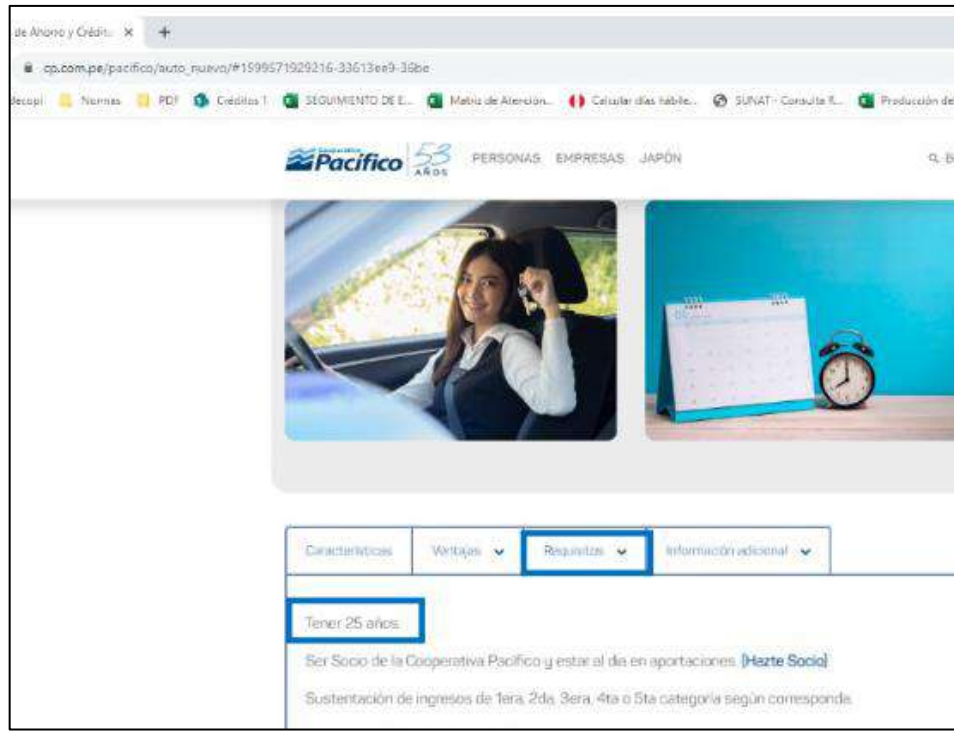 de Ahorro y Crédit..
cp.com.pe/pacifico/auto_nuevo/#1599571929216-33613ee9-36be
decopi Normas PDF Créditos 1 SEGUIMIENTO DE E... Matriz de Atención... Calcular días hábile... SUNAT - Consulta R... Producción de
Cooperativa
Pacífico 53 AÑOS PERSONAS EMPRESAS JAPÓN
Características Ventajas Requisitos Información adicional
Tener 25 años.
Ser Socio de la Cooperativa Pacífico y estar al día en aportaciones. [Hazte Socio]
Sustentación de ingresos de 1era, 2da, 3era, 4ta o 5ta categoría según corresponda.